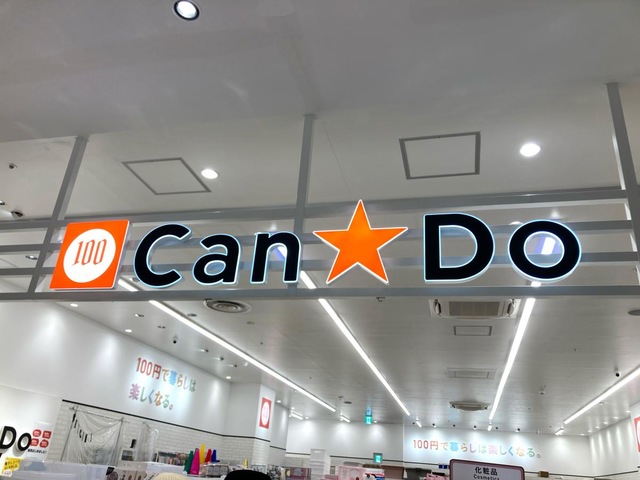 100
Can★Do
100円で暮らしは
楽しくなる。
100円で暮らしは楽しくなる。
Do
化粧品
Cosmetics